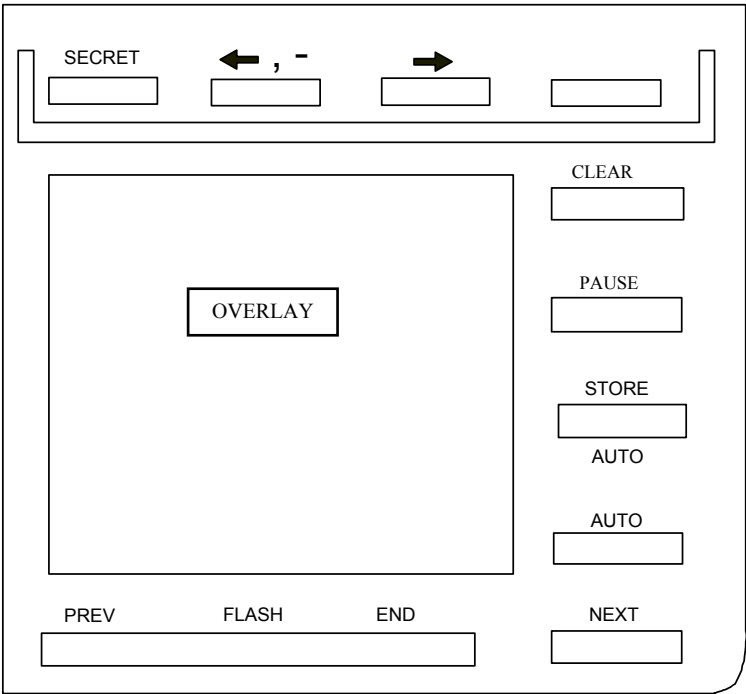 SECRET ← , - →
CLEAR
OVERLAY
PAUSE
STORE
AUTO
AUTO
PREV FLASH END NEXT